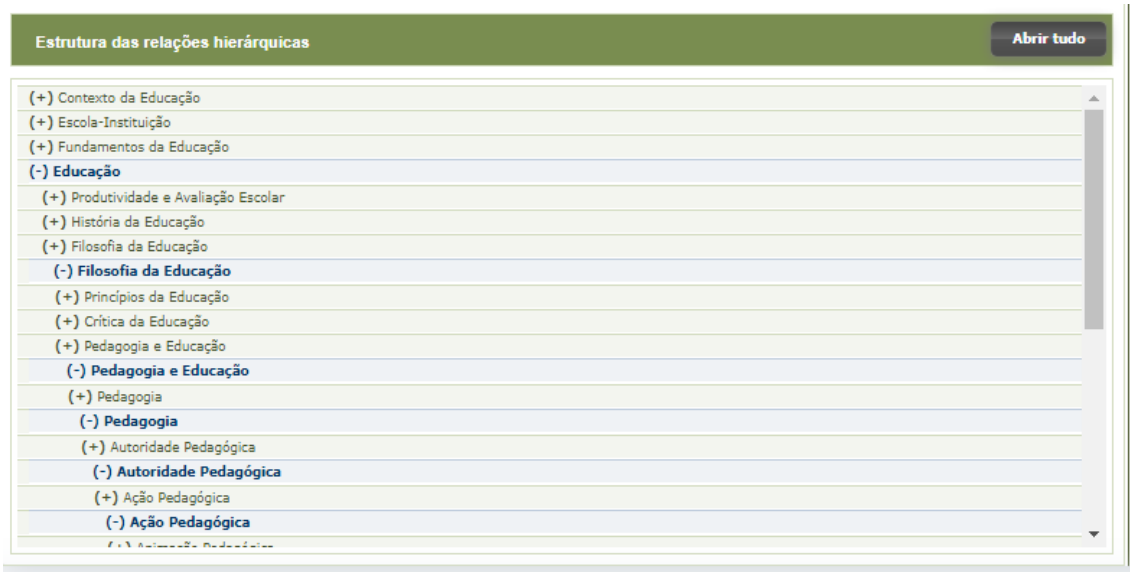 Estrutura das relações hierárquicas
Abrir tudo
(+) Contexto da Educação
(+) Escola-Instituição
(+) Fundamentos da Educação
(-) Educação
(+) Produtividade e Avaliação Escolar
(+) História da Educação
(+) Filosofia da Educação
(-) Filosofia da Educação
(+) Princípios da Educação
(+) Crítica da Educação
(+) Pedagogia e Educação
(-) Pedagogia e Educação
(+) Pedagogia
(-) Pedagogia
(+) Autoridade Pedagógica
(-) Autoridade Pedagógica
(+) Ação Pedagógica
(-) Ação Pedagógica
(+) Animação Pedagógica